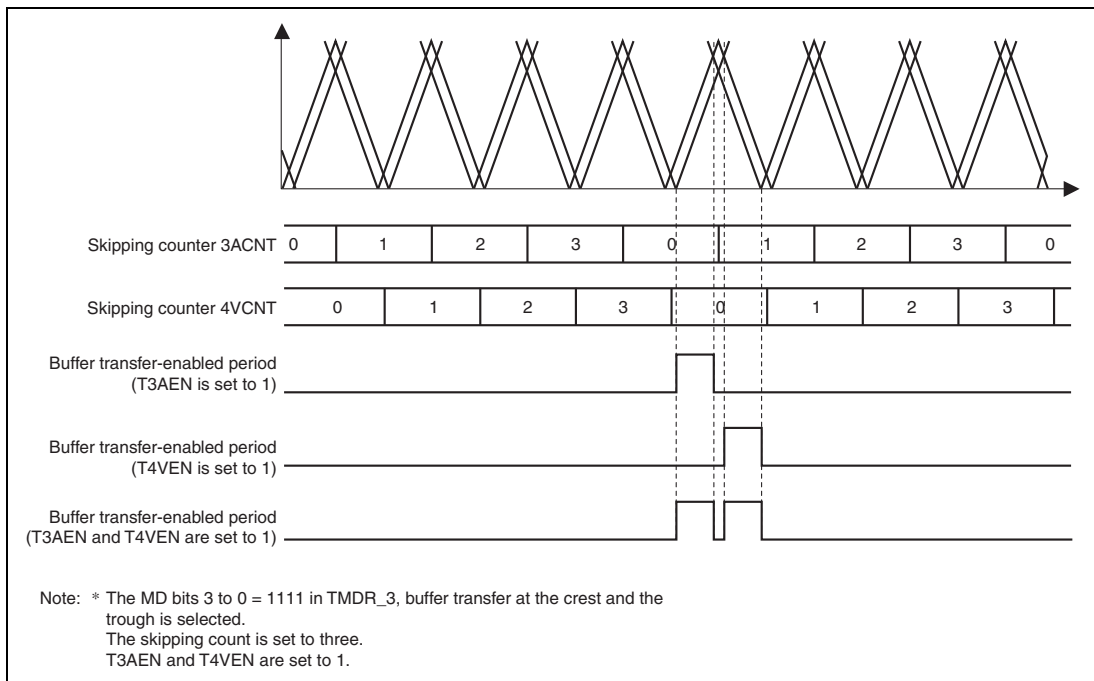 Skipping counter 3ACNT 0 1 2 3 0 1 2 3 0
Skipping counter 4VCNT 0 1 2 3 0 1 2 3
Buffer transfer-enabled period
(T3AEN is set to 1)
Buffer transfer-enabled period
(T4VEN is set to 1)
Buffer transfer-enabled period
(T3AEN and T4VEN are set to 1)
Note: * The MD bits 3 to 0 = 1111 in TMDR_3, buffer transfer at the crest and the
trough is selected.
The skipping count is set to three.
T3AEN and T4VEN are set to 1.